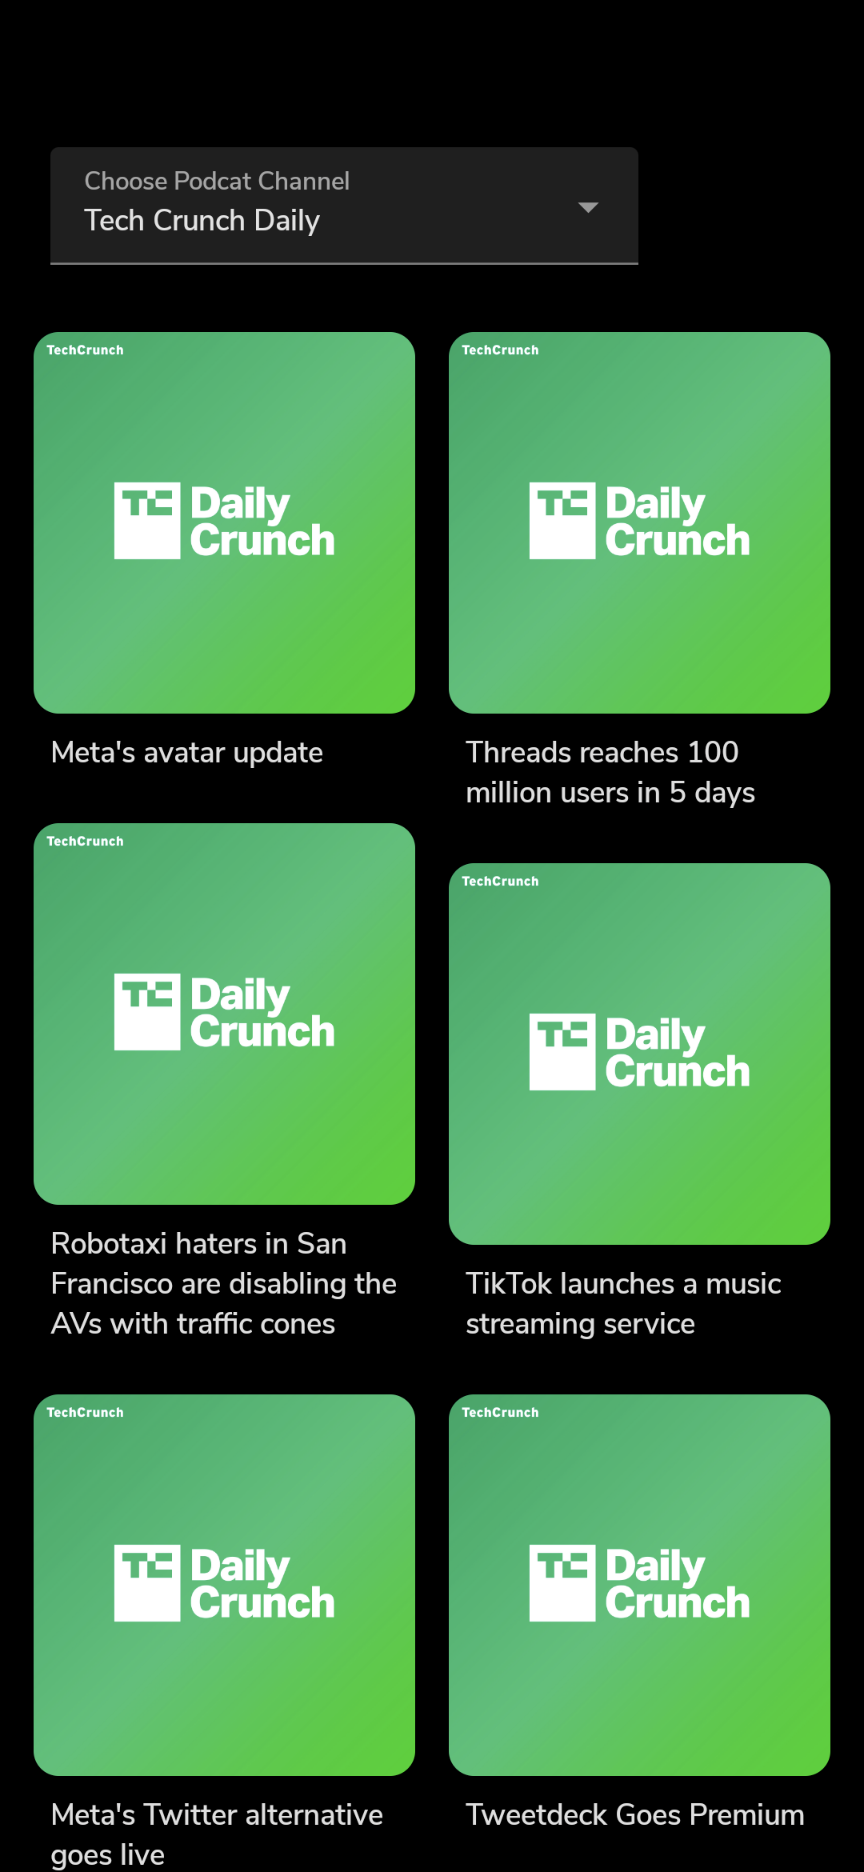 Choose Podcat Channel
Tech Crunch Daily
TechCrunch
TC Daily
Crunch
Meta's avatar update
TechCrunch
TC Daily
Crunch
Threads reaches 100
million users in 5 days
TechCrunch
TC Daily
Crunch
Robotaxi haters in San
Francisco are disabling the
AVs with traffic cones
TechCrunch
TC Daily
Crunch
TikTok launches a music
streaming service
TechCrunch
TC Daily
Crunch
Meta's Twitter alternative
goes live
TechCrunch
TC Daily
Crunch
Tweetdeck Goes Premium